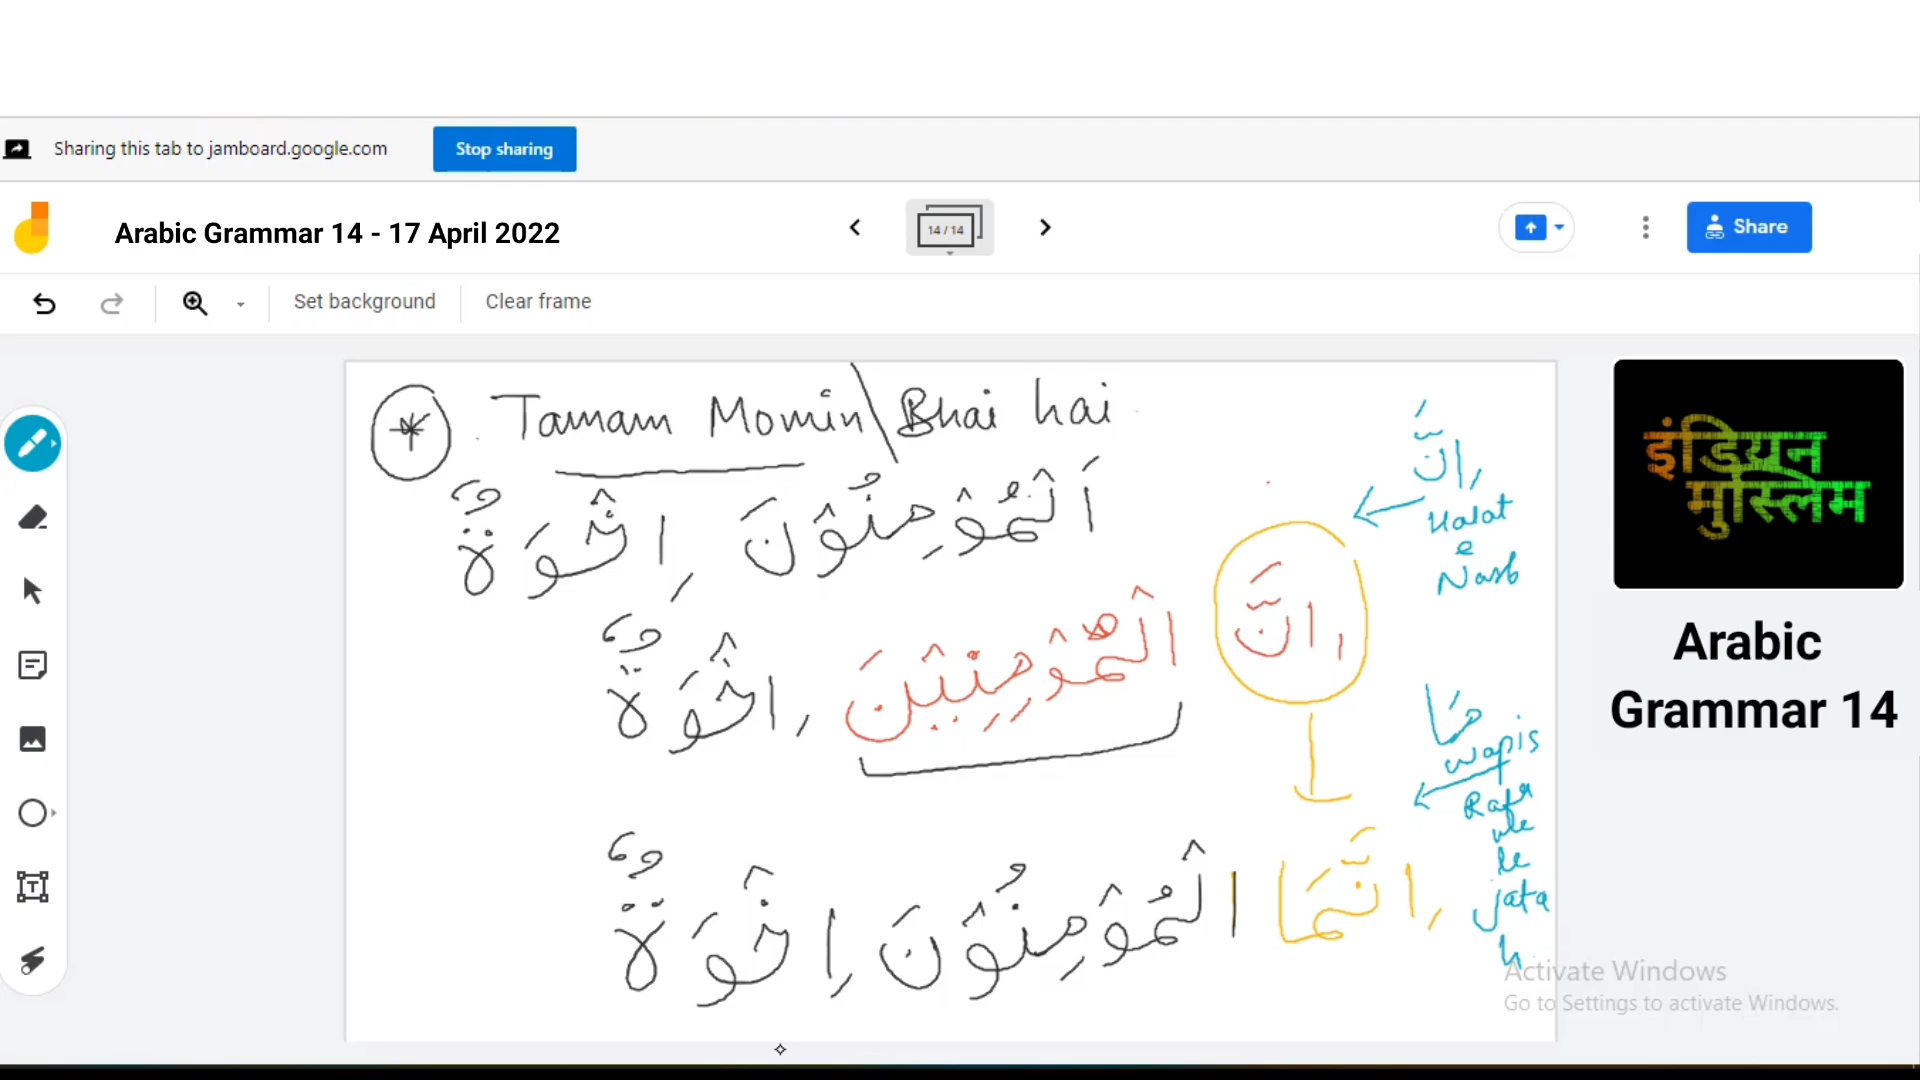 Sharing this tab to jamboard.google.com
Stop sharing
Arabic Grammar 14 - 17 April 2022
14 / 14
Share
Set background
Clear frame
* Tamam Momin \ Bhai hai
اَلْمُؤْمِنُوْنَ اِخْوَةٌ
اِنَّ الْمُؤْمِنِيْنَ اِخْوَةٌ
اِنَّمَا الْمُؤْمِنُوْنَ اِخْوَةٌ
اِنَّ
Halat
e
Nasb
مَا
wapis
Rafa
le
jata
h
इंडियन
मुस्लिम
Arabic
Grammar 14
Activate Windows
Go to Settings to activate Windows.